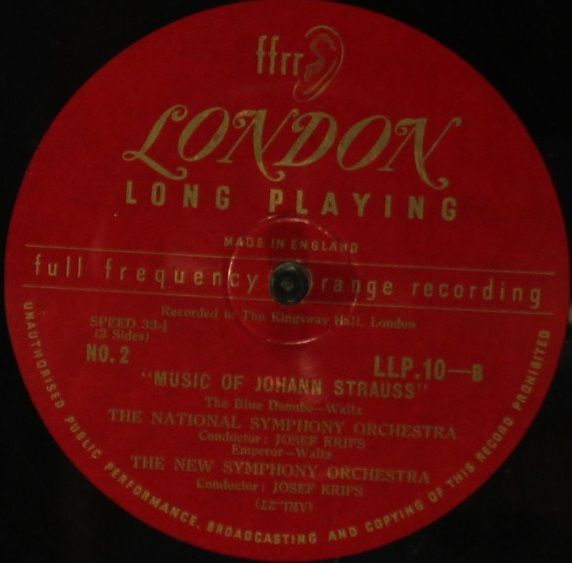 ffrr
LONDON
LONG PLAYING
MADE IN ENGLAND
full frequency range recording
Recorded in The Kingsway Hall, London
SPEED 33-⅓
(2 Sides)
NO. 2
LLP. 10—B
"MUSIC OF JOHANN STRAUSS"
The Blue Danube—Waltz
THE NATIONAL SYMPHONY ORCHESTRA
Conductor: JOSEF KRIPS
Emperor—Waltz
THE NEW SYMPHONY ORCHESTRA
Conductor: JOSEF KRIPS
UNAUTHORISED PUBLIC PERFORMANCE, BROADCASTING AND COPYING OF THIS RECORD PROHIBITED